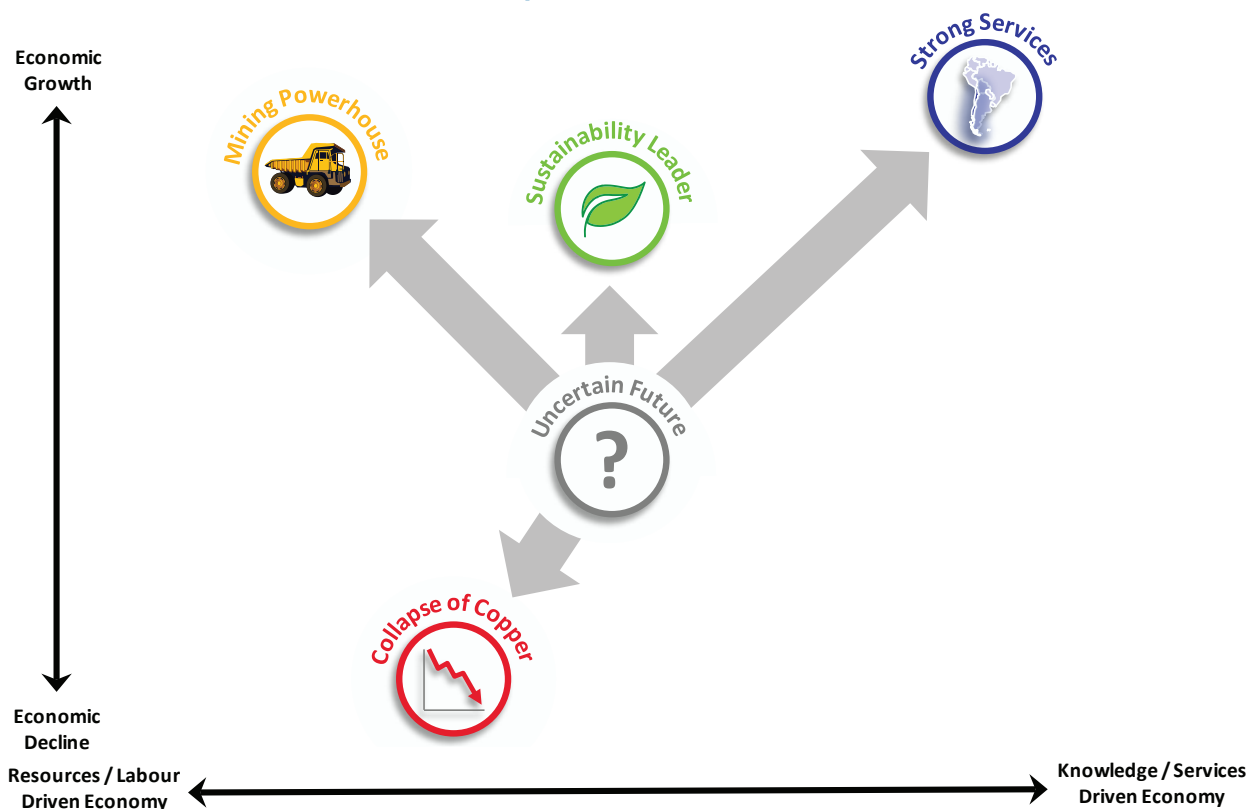 Economic
Growth
Strong Services
Mining Powerhouse
Sustainability Leader
Uncertain Future
?
Collapse of Copper
Economic
Decline
Resources / Labour
Driven Economy
Knowledge / Services
Driven Economy